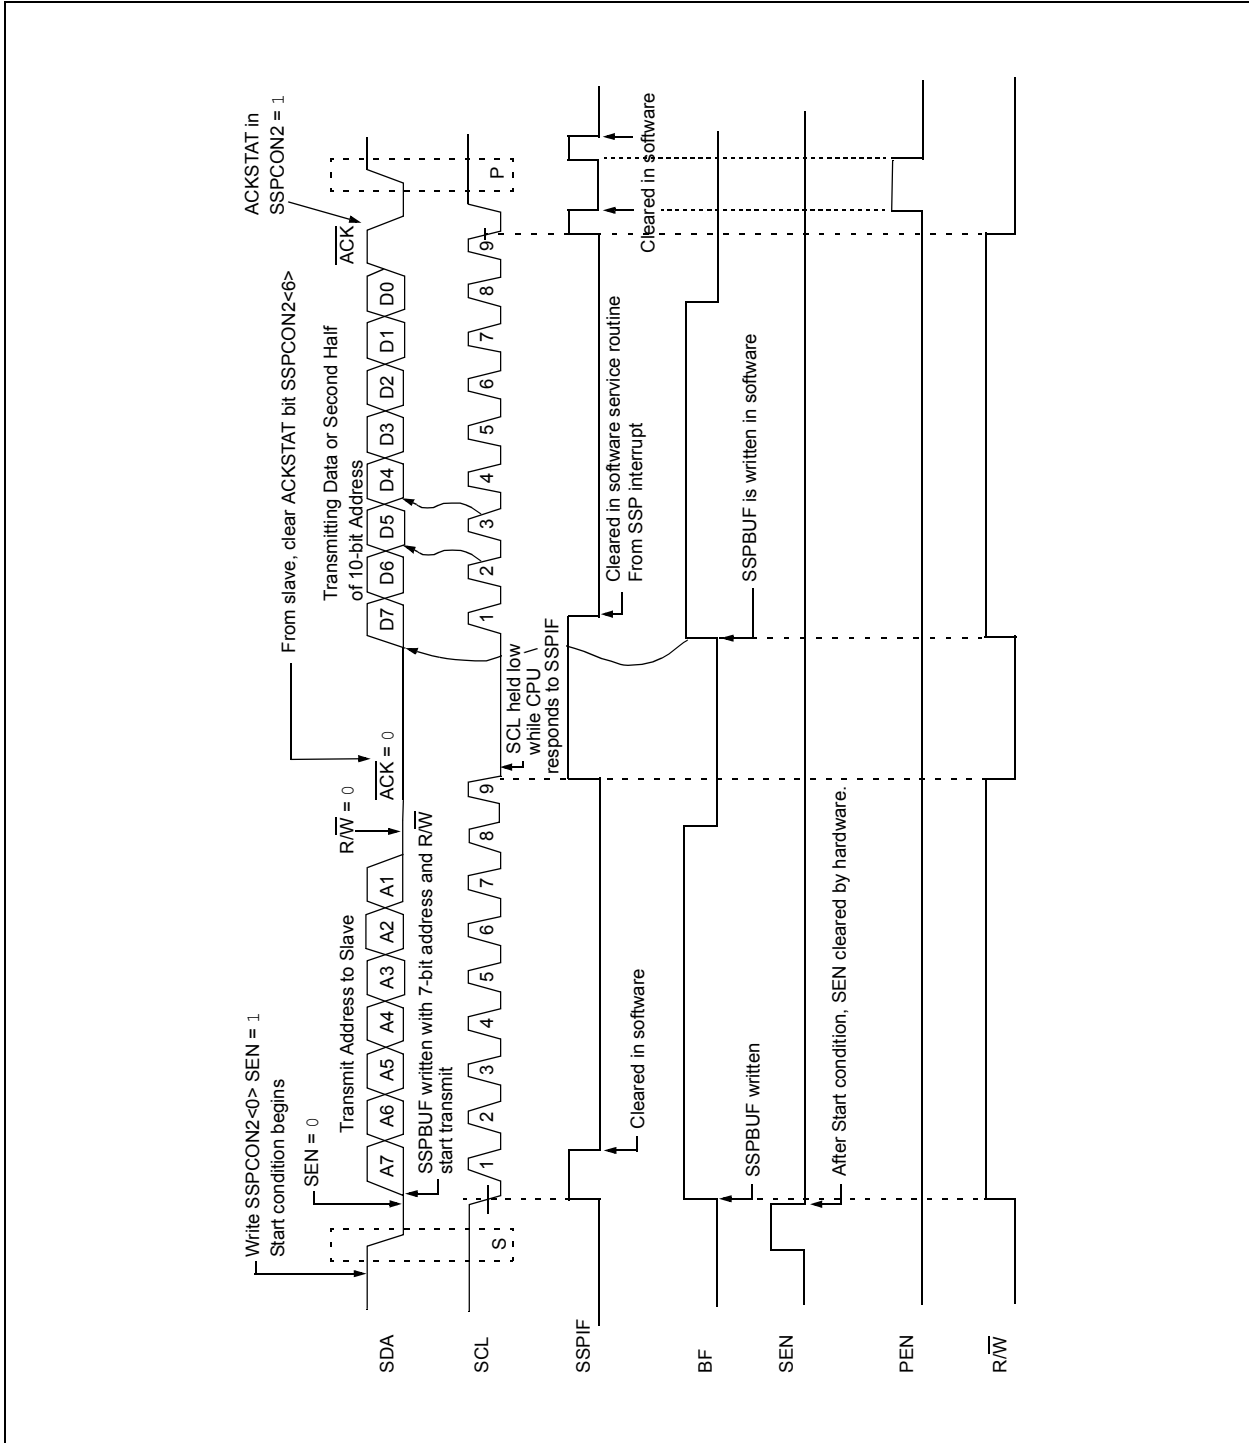 Write SSPCON2<0> SEN = 1
Start condition begins
SEN = 0
Transmit Address to Slave
R/W = 0
From slave, clear ACKSTAT bit SSPCON2<6>
ACK = 0
Transmitting Data or Second Half
of 10-bit Address
ACKSTAT in
SSPCON2 = 1
ACK
SDA
A7 A6 A5 A4 A3 A2 A1
D7 D6 D5 D4 D3 D2 D1 D0
SSPBUF written with 7-bit address and R/W
start transmit
SCL
S
1 2 3 4 5 6 7 8 9
1 2 3 4 5 6 7 8 9
P
SCL held low
while CPU
responds to SSPIF
SSPIF
Cleared in software
Cleared in software service routine
From SSP interrupt
Cleared in software
BF
SSPBUF written
SSPBUF is written in software
SEN
After Start condition, SEN cleared by hardware.
PEN
R/W